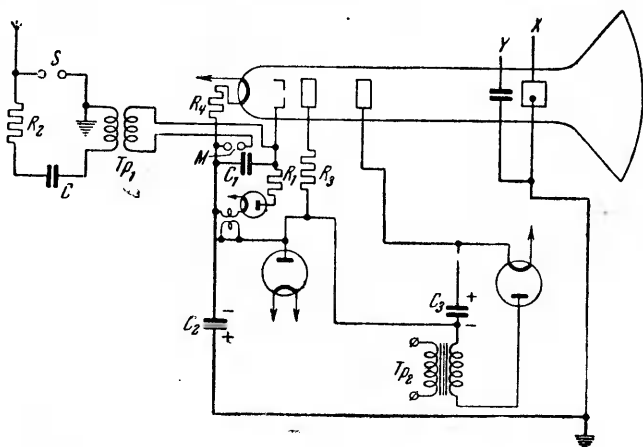 Y
X
S
R₄
R₂
Tp₁
M
C₁
R₁
R₃
C
C₂
−
+
C₃
+
−
Tp₂